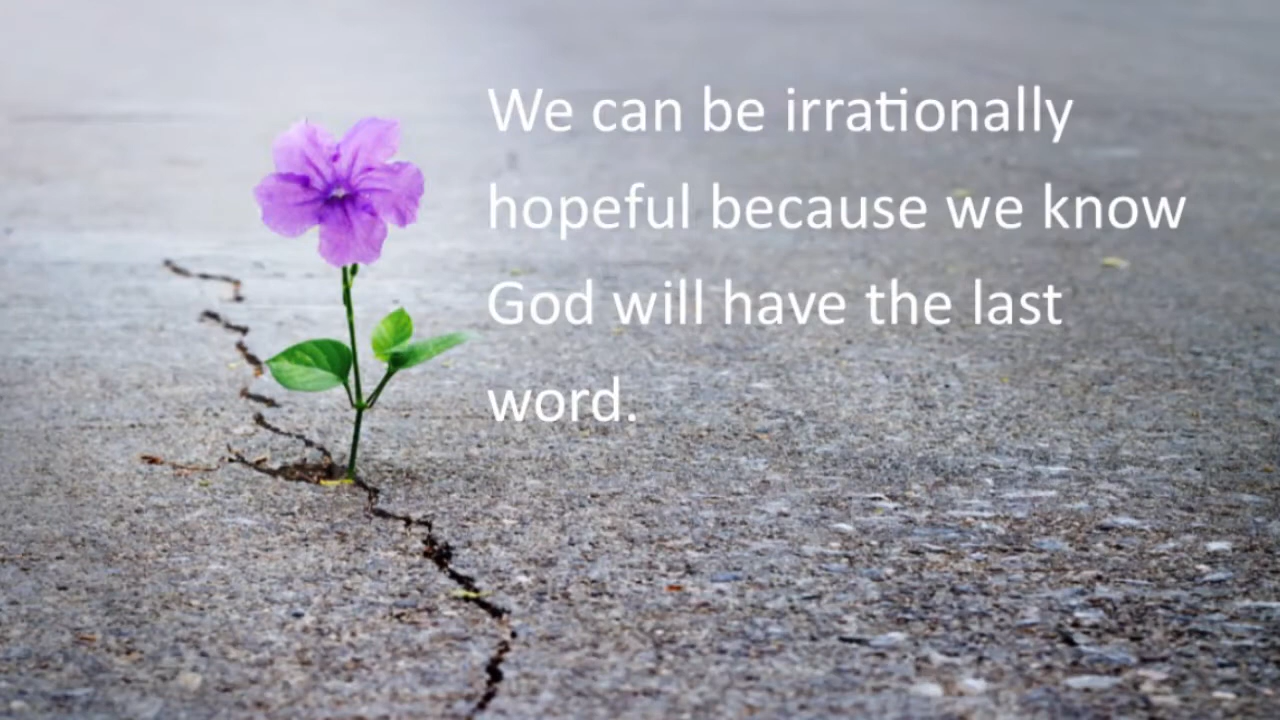 We can be irrationally
hopeful because we know
God will have the last
word.